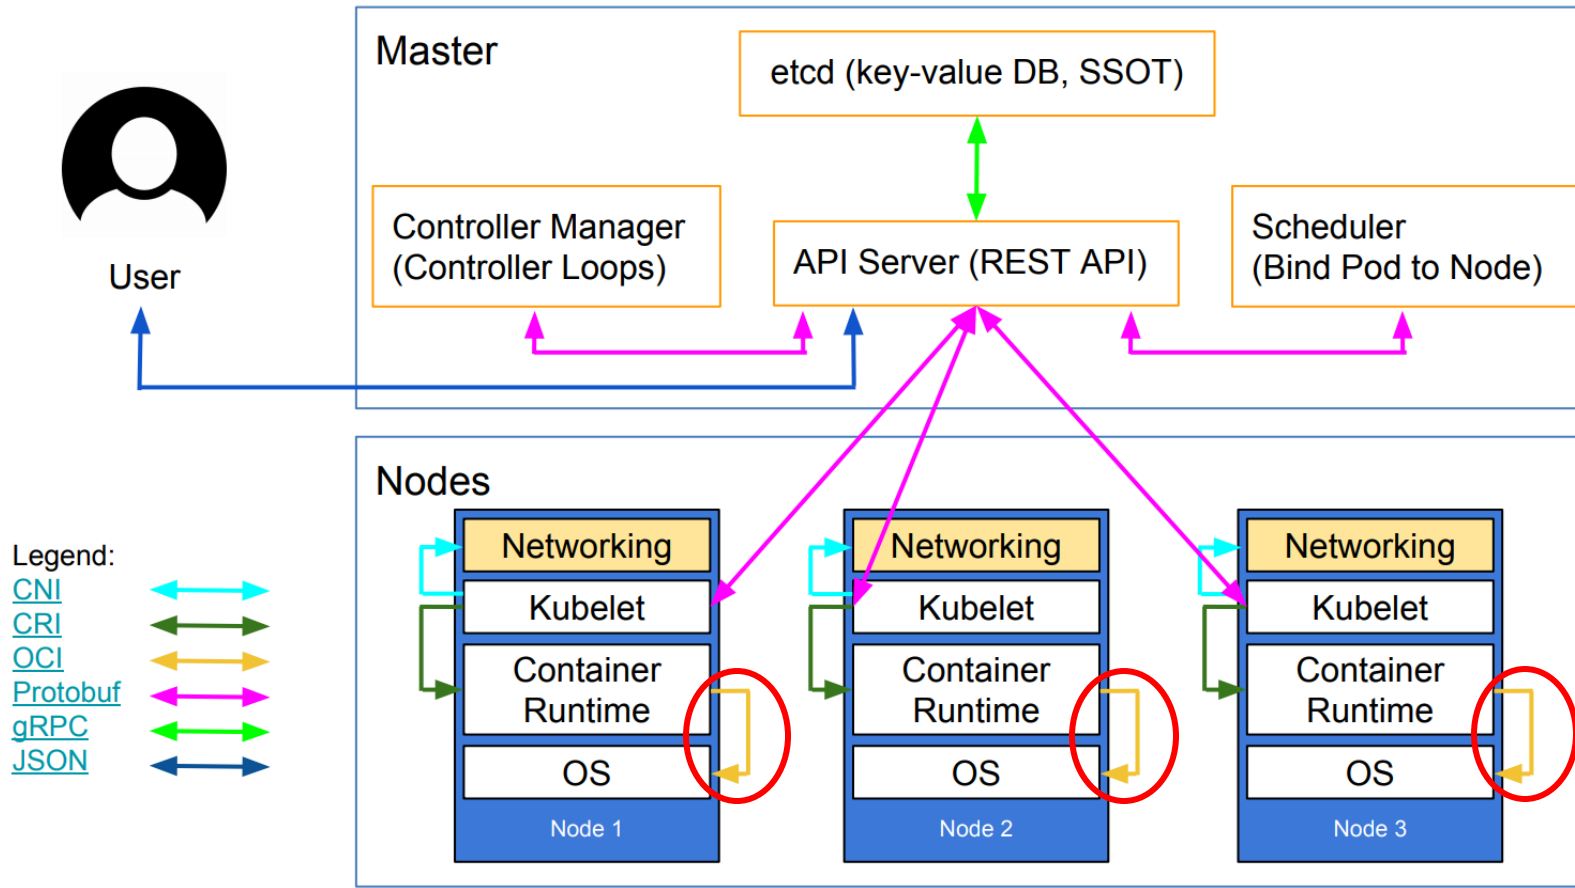 Master
etcd (key-value DB, SSOT)
Controller Manager
(Controller Loops)
API Server (REST API)
Scheduler
(Bind Pod to Node)
User
Nodes
Networking
Kubelet
Container
Runtime
OS
Node 1
Networking
Kubelet
Container
Runtime
OS
Node 2
Networking
Kubelet
Container
Runtime
OS
Node 3
Legend:
CNI
CRI
OCI
Protobuf
gRPC
JSON